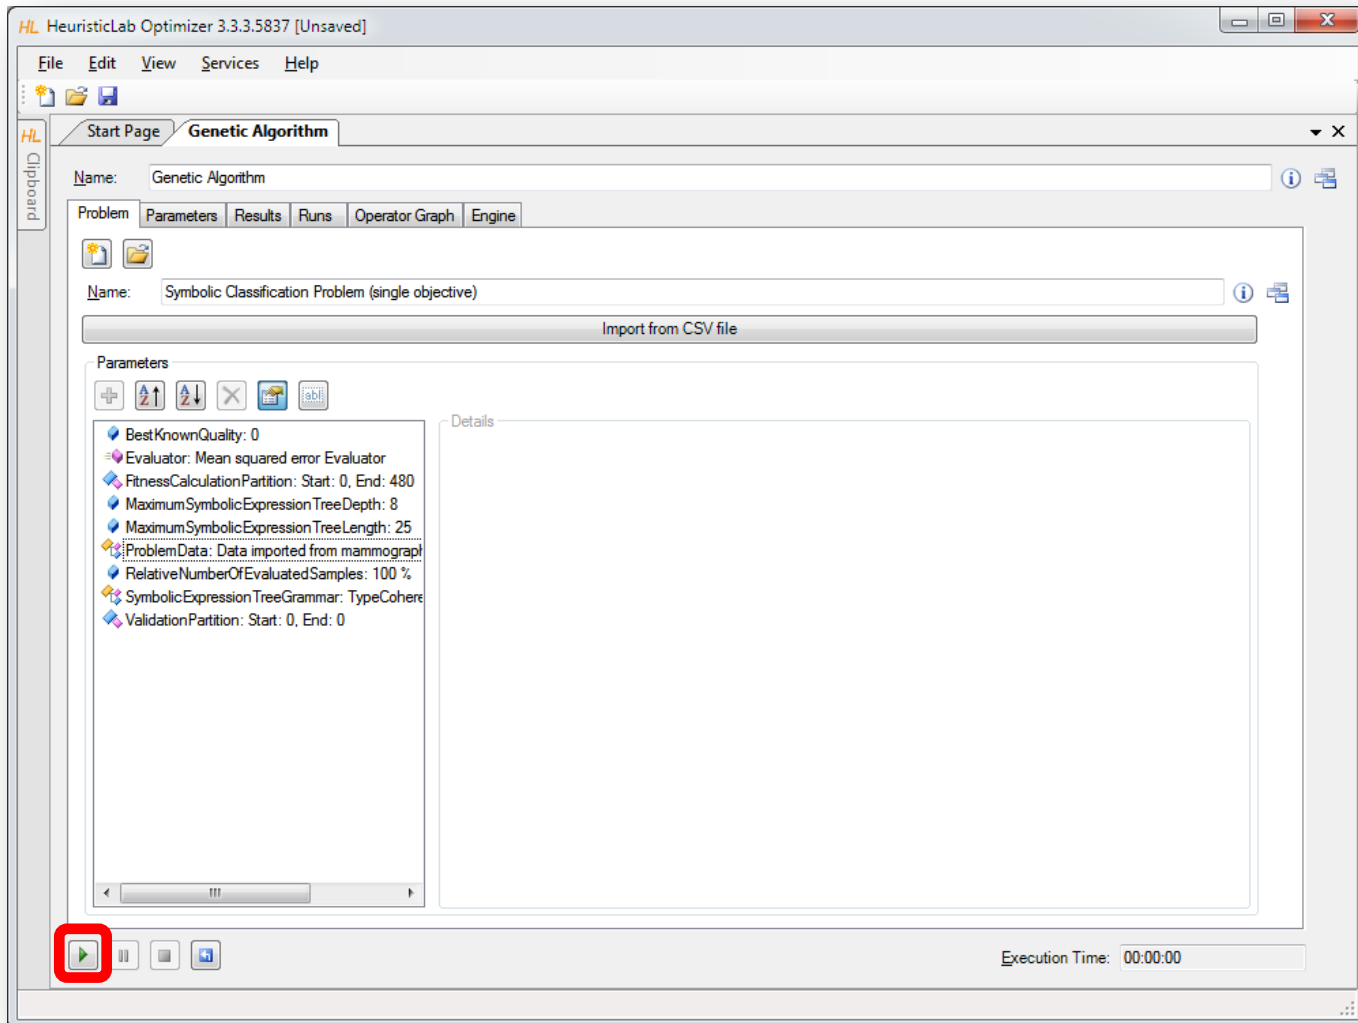 HL HeuristicLab Optimizer 3.3.3.5837 [Unsaved]
File Edit View Services Help
HL Clipboard
Start Page Genetic Algorithm
Name: Genetic Algorithm
Problem Parameters Results Runs Operator Graph Engine
Name: Symbolic Classification Problem (single objective)
Import from CSV file
Parameters
Details
BestKnownQuality: 0
Evaluator: Mean squared error Evaluator
FitnessCalculationPartition: Start: 0, End: 480
MaximumSymbolicExpressionTreeDepth: 8
MaximumSymbolicExpressionTreeLength: 25
ProblemData: Data imported from mammograph
RelativeNumberOfEvaluatedSamples: 100 %
SymbolicExpressionTreeGrammar: TypeCohere
ValidationPartition: Start: 0, End: 0
Execution Time: 00:00:00